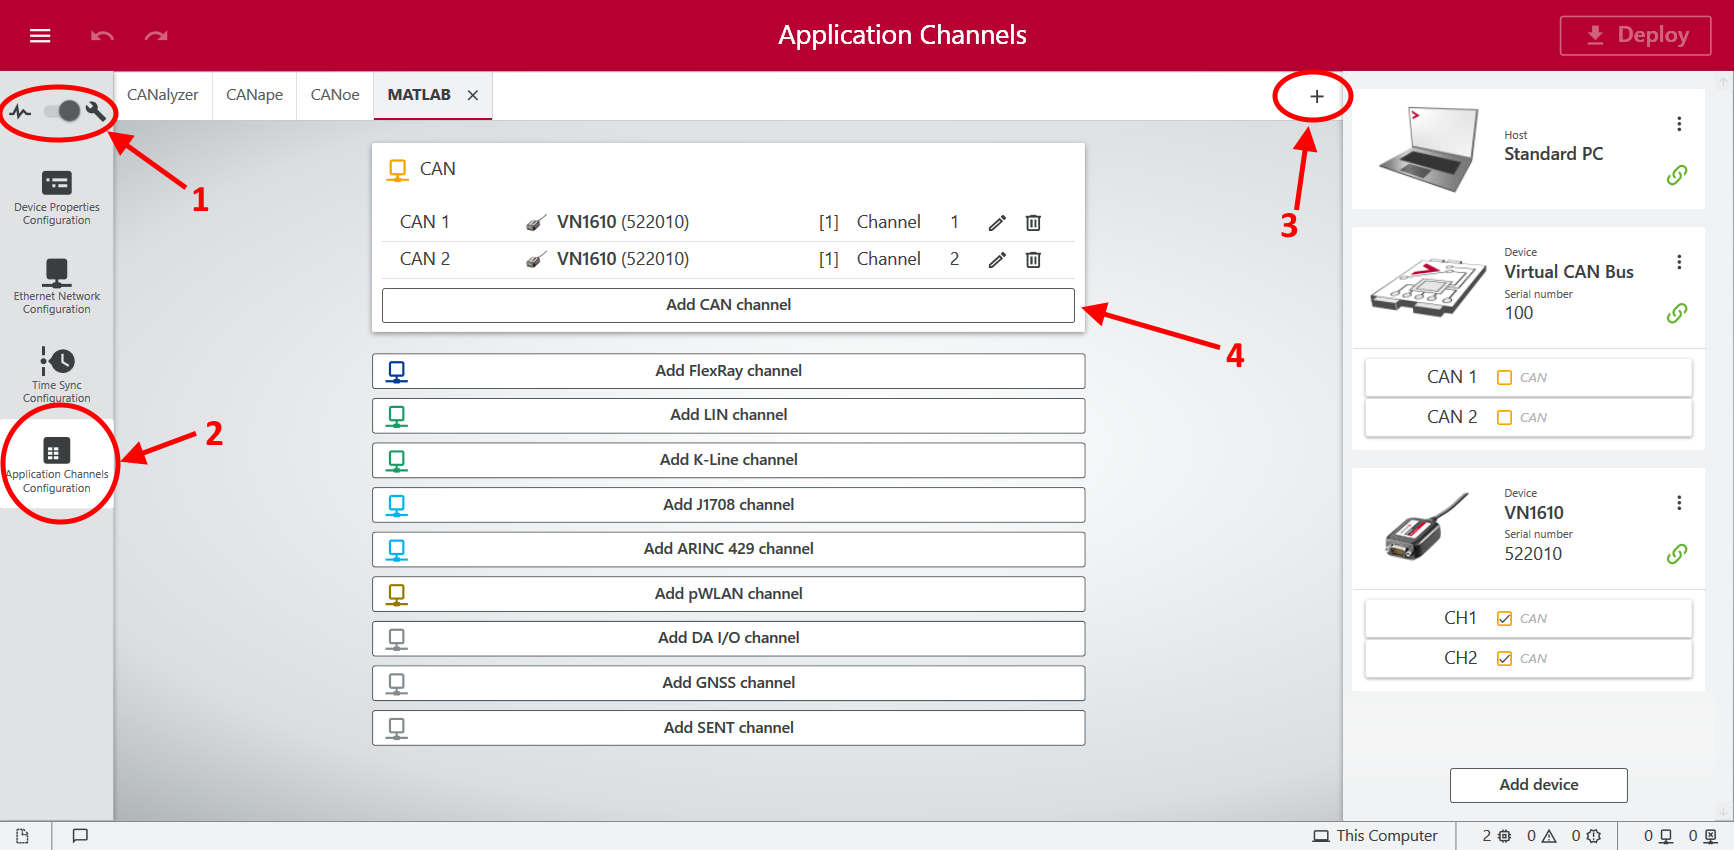 Application Channels
Deploy
CANalyzer
CANape
CANoe
MATLAB
1
Device Properties
Configuration
Ethernet Network
Configuration
Time Sync
Configuration
2
Application Channels
Configuration
3
CAN
CAN 1 VN1610 (522010) [1] Channel 1
CAN 2 VN1610 (522010) [1] Channel 2
Add CAN channel
4
Add FlexRay channel
Add LIN channel
Add K-Line channel
Add J1708 channel
Add ARINC 429 channel
Add pWLAN channel
Add DA I/O channel
Add GNSS channel
Add SENT channel
Host
Standard PC
Device
Virtual CAN Bus
Serial number
100
CAN 1 CAN
CAN 2 CAN
Device
VN1610
Serial number
522010
CH1 CAN
CH2 CAN
Add device
This Computer
2 0 0 0 0